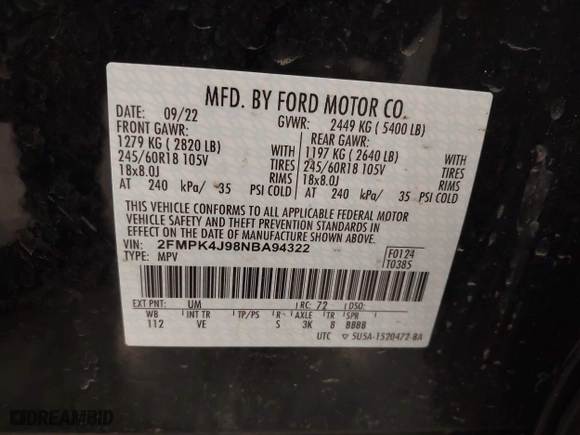 MFD. BY FORD MOTOR CO.
DATE: 09/22 GVWR: 2449 KG ( 5400 LB)
FRONT GAWR: REAR GAWR:
1279 KG ( 2820 LB) WITH 1197 KG ( 2640 LB) WITH
245/60R18 105V TIRES 245/60R18 105V TIRES
18x8.0J RIMS 18x8.0J RIMS
AT 240 kPa/ 35 PSI COLD AT 240 kPa/ 35 PSI COLD
THIS VEHICLE CONFORMS TO ALL APPLICABLE FEDERAL MOTOR
VEHICLE SAFETY AND THEFT PREVENTION STANDARDS IN
EFFECT ON THE DATE OF MANUFACTURE SHOWN ABOVE.
VIN: 2FMPK4J98NBA94322 F0124
TYPE: MPV T0385
EXT PNT: UM RC: 72 DSO:
WB INT TR TP/PS R AXLE TR SPR
112 VE S 3K 8 BBBB
UTC ▽ 5U5A-1520472-BA
DREAMBID